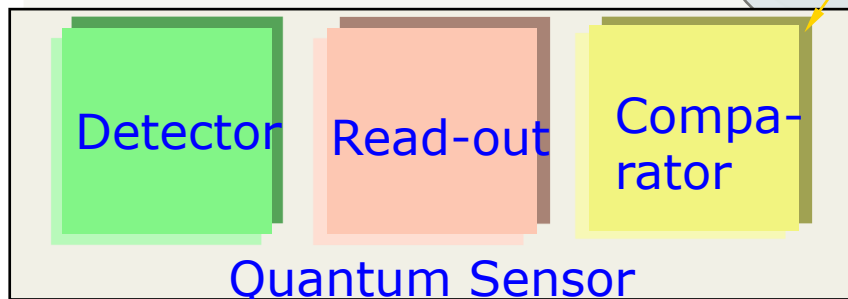 Detector
Read-out
Compa-
rator
Quantum Sensor